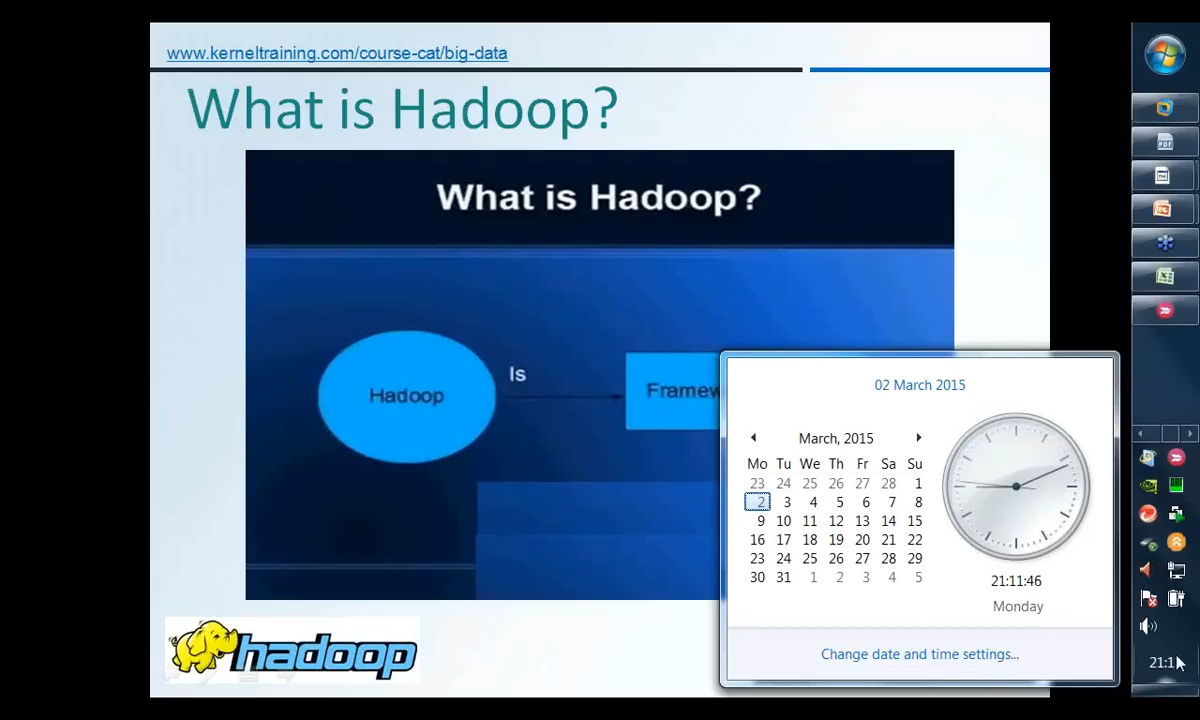 www.kerneltraining.com/course-cat/big-data
What is Hadoop?
What is Hadoop?
Hadoop
Is
Framew
hadoop
02 March 2015
March, 2015
Mo Tu We Th Fr Sa Su
23 24 25 26 27 28 1
2 3 4 5 6 7 8
9 10 11 12 13 14 15
16 17 18 19 20 21 22
23 24 25 26 27 28 29
30 31 1 2 3 4 5
21:11:46
Monday
Change date and time settings...
PDF
21:1